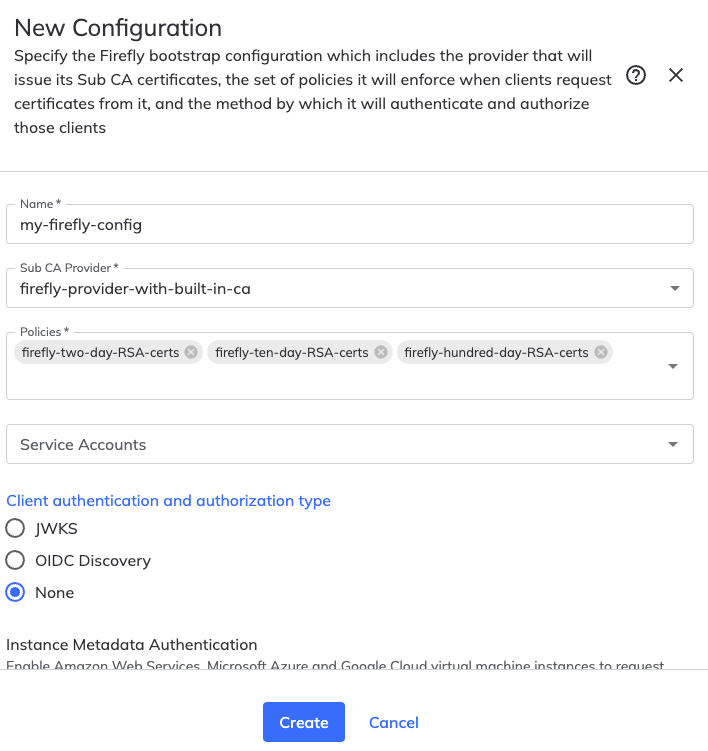 New Configuration
Specify the Firefly bootstrap configuration which includes the provider that will
issue its Sub CA certificates, the set of policies it will enforce when clients request
certificates from it, and the method by which it will authenticate and authorize
those clients
Name *
my-firefly-config
Sub CA Provider *
firefly-provider-with-built-in-ca
Policies *
firefly-two-day-RSA-certs firefly-ten-day-RSA-certs firefly-hundred-day-RSA-certs
Service Accounts
Client authentication and authorization type
JWKS
OIDC Discovery
None
Instance Metadata Authentication
Enable Amazon Web Services, Microsoft Azure and Google Cloud virtual machine instances to request
Create Cancel